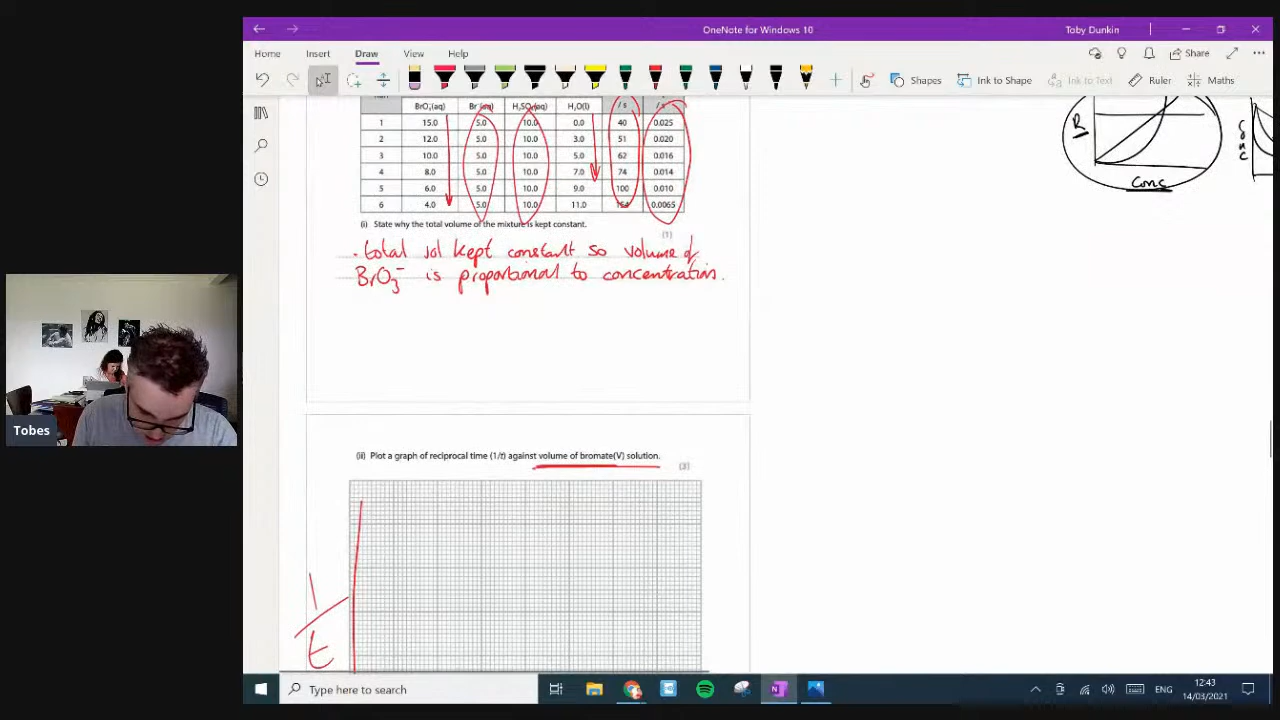 OneNote for Windows 10
Toby Dunkin
Home Insert Draw View Help
Share
Shapes Ink to Shape Ink to Text Ruler Maths
BrO₃⁻(aq) Br⁻(aq) H₂SO₄(aq) H₂O(l) / s / s⁻¹
1 15.0 5.0 10.0 0.0 40 0.025
2 12.0 5.0 10.0 3.0 51 0.020
3 10.0 5.0 10.0 5.0 62 0.016
4 8.0 5.0 10.0 7.0 74 0.014
5 6.0 5.0 10.0 9.0 100 0.010
6 4.0 5.0 10.0 11.0 154 0.0065
(i) State why the total volume of the mixture is kept constant.
(1)
· total vol kept constant so volume of
BrO₃⁻ is proportional to concentration.
(ii) Plot a graph of reciprocal time (1/t) against volume of bromate(V) solution.
(3)
1
t
R
Conc
Tobes
Type here to search
ENG
12:43
14/03/2021